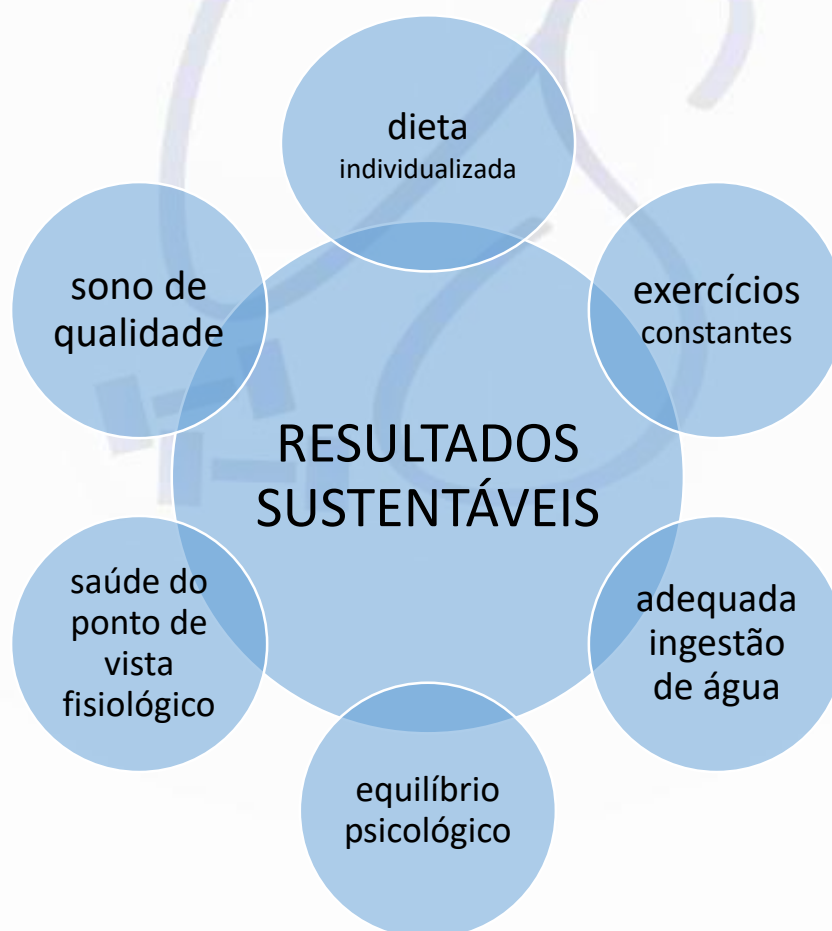 dieta
individualizada
exercícios
constantes
adequada
ingestão
de água
equilíbrio
psicológico
saúde do
ponto de
vista
fisiológico
sono de
qualidade
RESULTADOS
SUSTENTÁVEIS